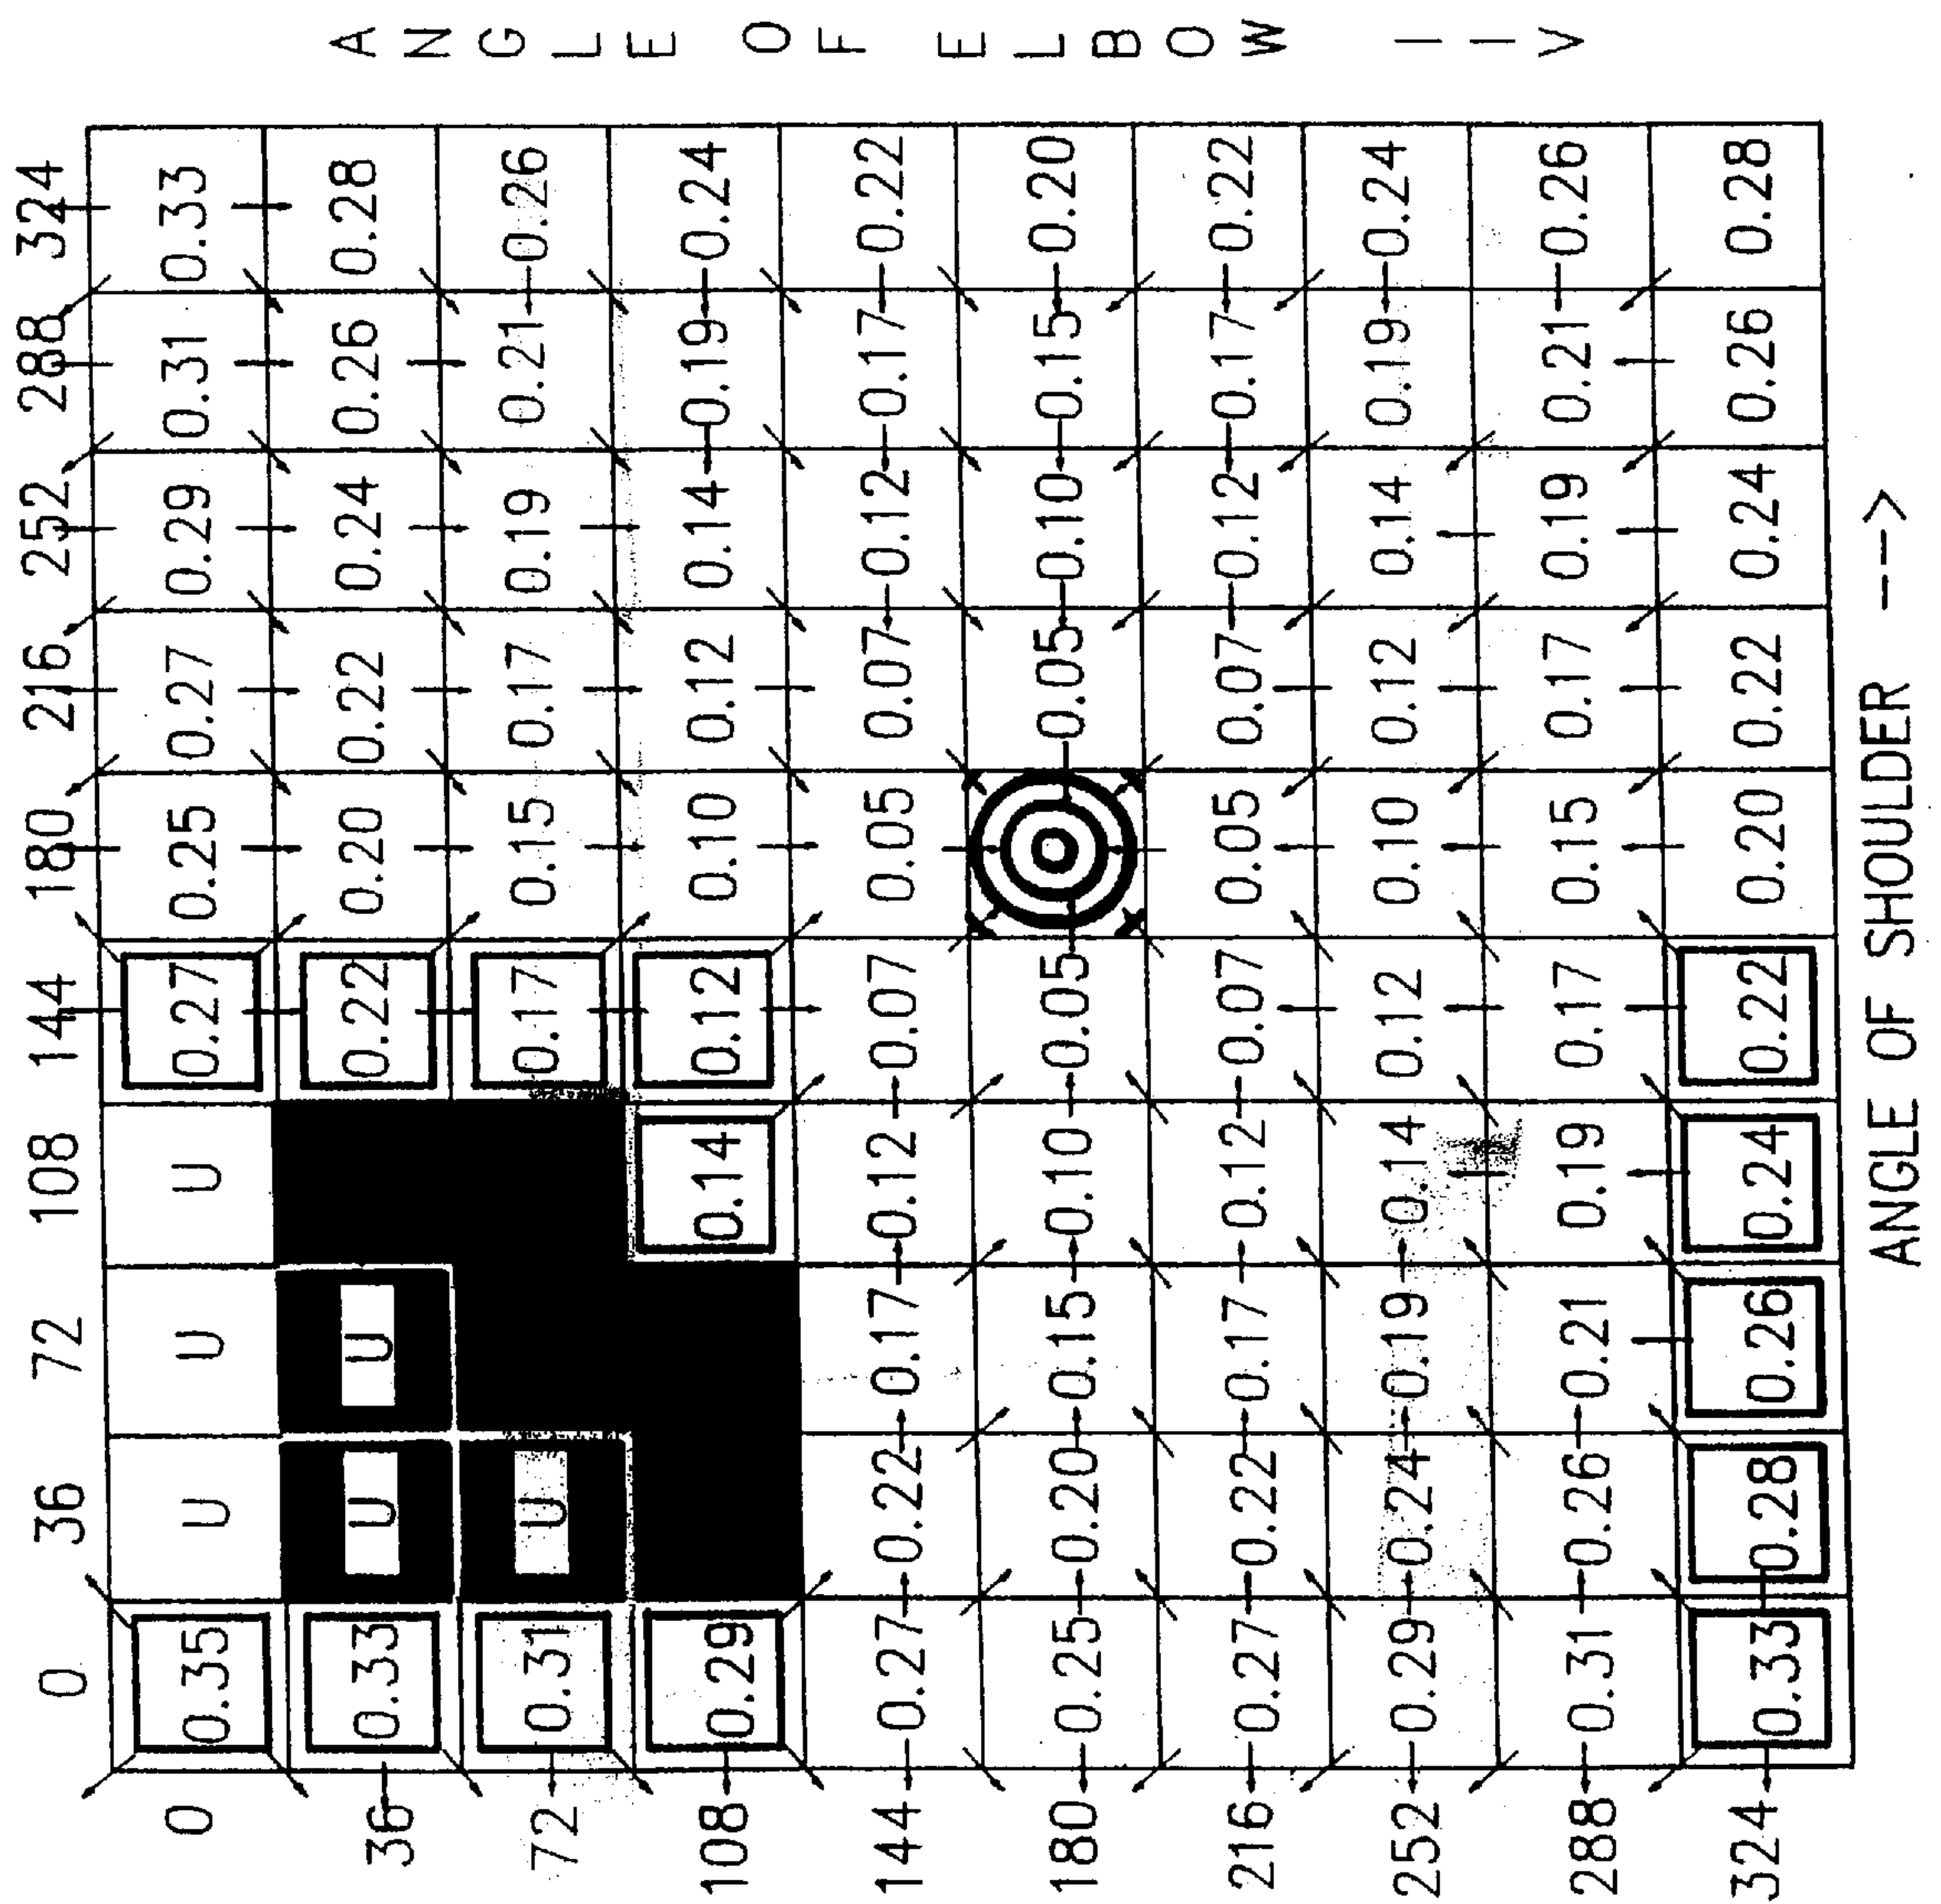 0 36 72 108 144 180 216 252 288 324
0 0.35 U U U 0.27 0.25 0.27 0.29 0.31 0.33
36 0.33 U U 0.22 0.20 0.22 0.24 0.26 0.28
72 0.31 U 0.17 0.15 0.17 0.19 0.21 0.26
108 0.29 0.14 0.12 0.10 0.12 0.14 0.19 0.24
144 0.27 0.22 0.17 0.12 0.07 0.05 0.07 0.12 0.17 0.22
180 0.25 0.20 0.15 0.10 0.05 0.05 0.10 0.15 0.20
216 0.27 0.22 0.17 0.12 0.07 0.05 0.07 0.12 0.17 0.22
252 0.29 0.24 0.19 0.14 0.12 0.10 0.12 0.14 0.19 0.24
288 0.31 0.26 0.21 0.19 0.17 0.15 0.17 0.19 0.21 0.26
324 0.33 0.28 0.26 0.24 0.22 0.20 0.22 0.24 0.26 0.28
ANGLE OF SHOULDER -->
ANGLE OF ELBOW | | V